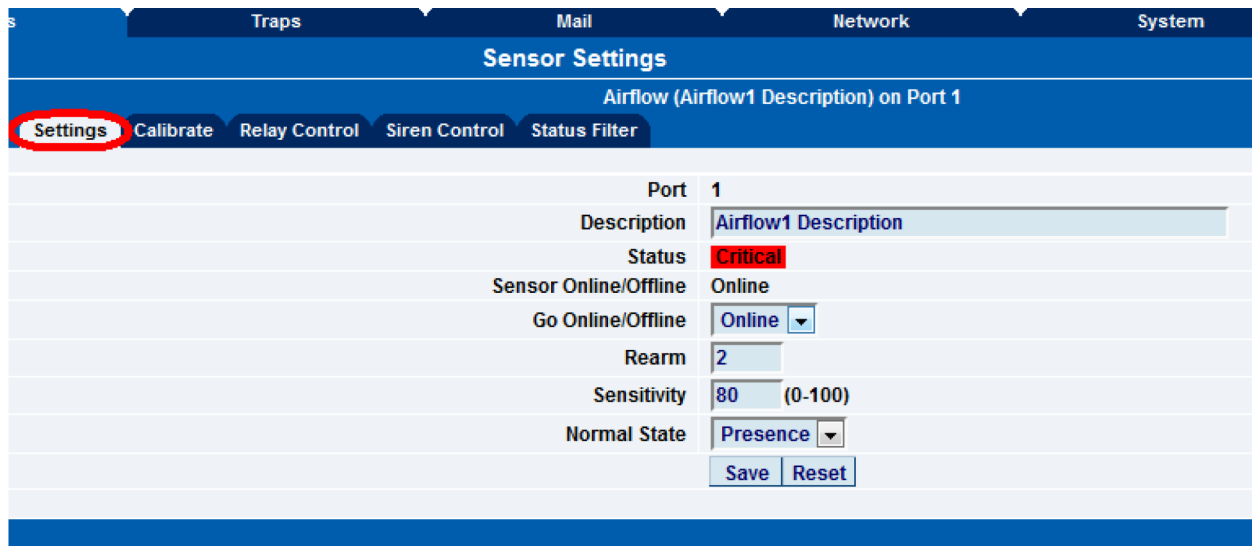 s Traps Mail Network System
Sensor Settings
Airflow (Airflow1 Description) on Port 1
Settings Calibrate Relay Control Siren Control Status Filter
Port 1
Description Airflow1 Description
Status Critical
Sensor Online/Offline Online
Go Online/Offline Online
Rearm 2
Sensitivity 80 (0-100)
Normal State Presence
Save Reset